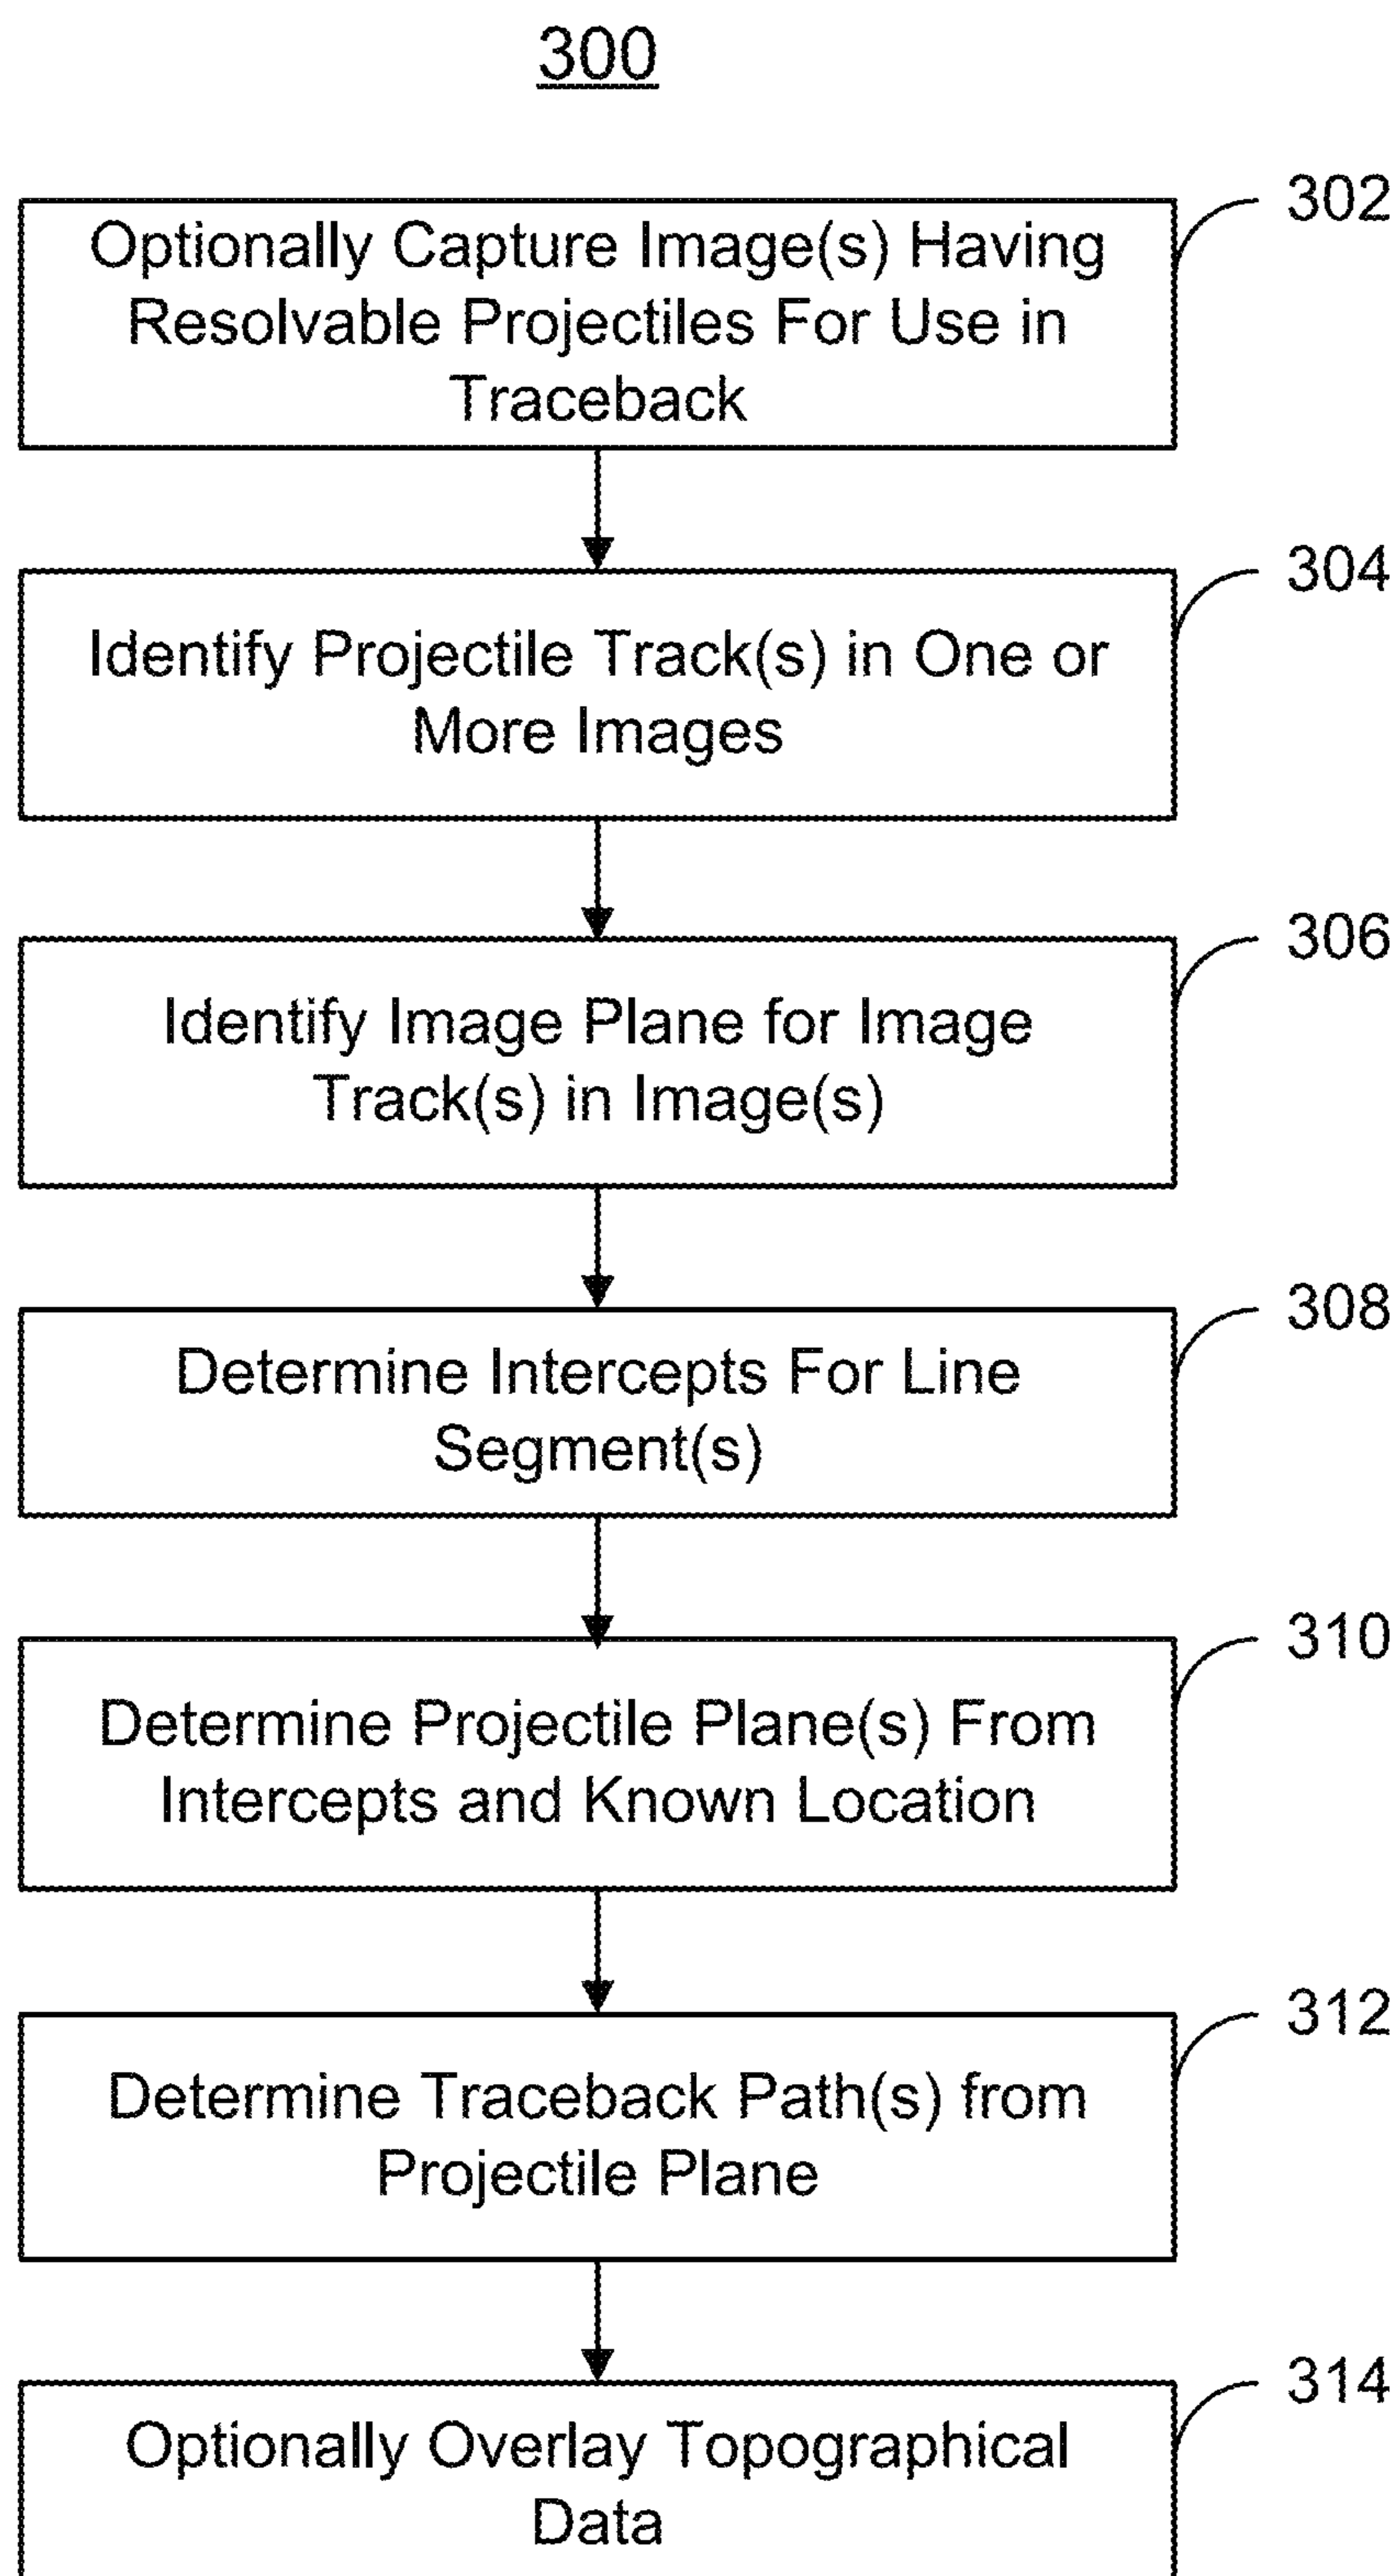 300
302
Optionally Capture Image(s) Having
Resolvable Projectiles For Use in
Traceback
304
Identify Projectile Track(s) in One or
More Images
306
Identify Image Plane for Image
Track(s) in Image(s)
308
Determine Intercepts For Line
Segment(s)
310
Determine Projectile Plane(s) From
Intercepts and Known Location
312
Determine Traceback Path(s) from
Projectile Plane
314
Optionally Overlay Topographical
Data